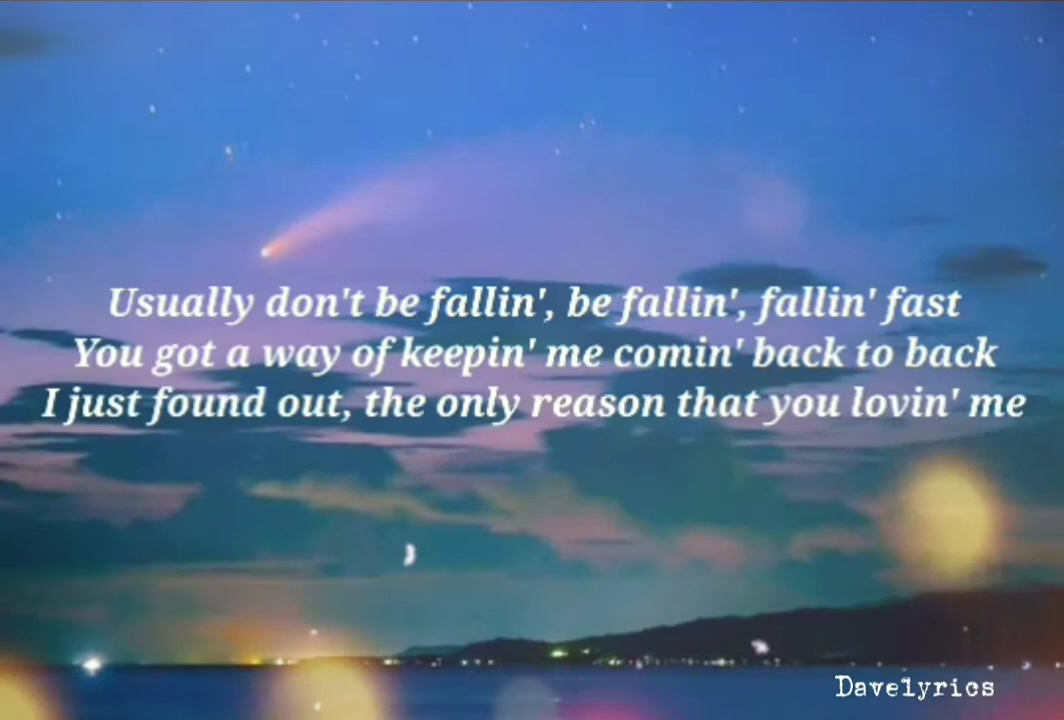 Usually don't be fallin', be fallin', fallin' fast
You got a way of keepin' me comin' back to back
I just found out, the only reason that you lovin' me
Davelyrics